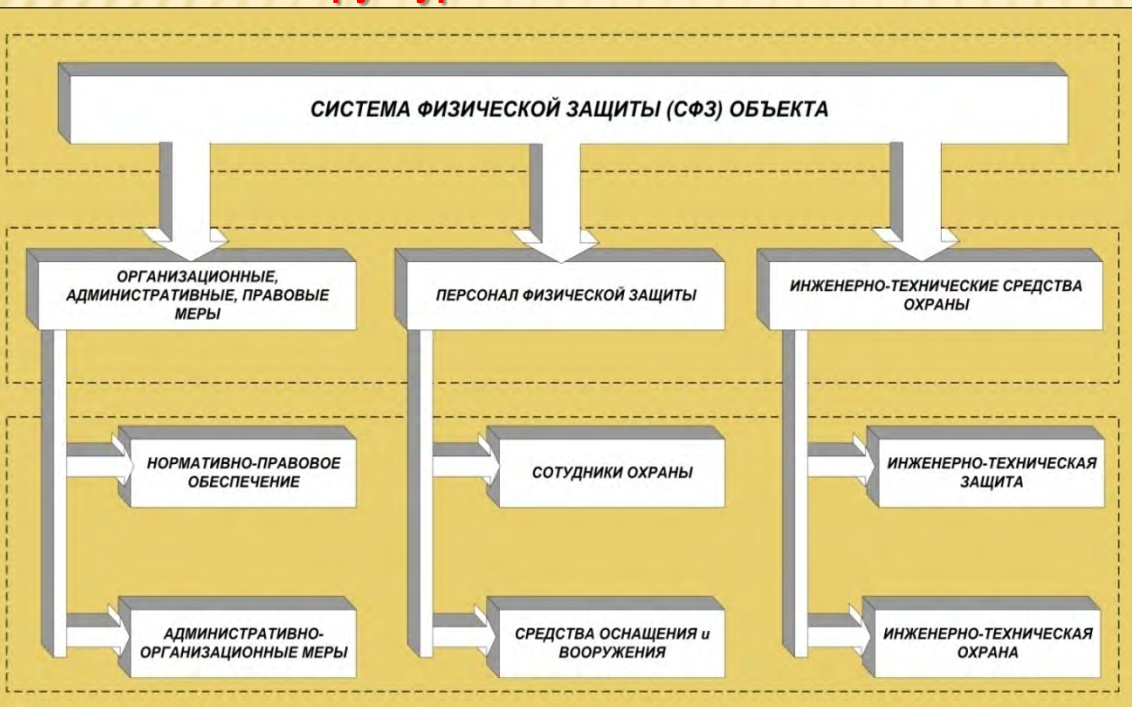 СИСТЕМА ФИЗИЧЕСКОЙ ЗАЩИТЫ (СФЗ) ОБЪЕКТА
ОРГАНИЗАЦИОННЫЕ,
АДМИНИСТРАТИВНЫЕ, ПРАВОВЫЕ
МЕРЫ
ПЕРСОНАЛ ФИЗИЧЕСКОЙ ЗАЩИТЫ
ИНЖЕНЕРНО-ТЕХНИЧЕСКИЕ СРЕДСТВА
ОХРАНЫ
НОРМАТИВНО-ПРАВОВОЕ
ОБЕСПЕЧЕНИЕ
СОТУДНИКИ ОХРАНЫ
ИНЖЕНЕРНО-ТЕХНИЧЕСКАЯ
ЗАЩИТА
АДМИНИСТРАТИВНО-
ОРГАНИЗАЦИОННЫЕ МЕРЫ
СРЕДСТВА ОСНАЩЕНИЯ и
ВООРУЖЕНИЯ
ИНЖЕНЕРНО-ТЕХНИЧЕСКАЯ
ОХРАНА